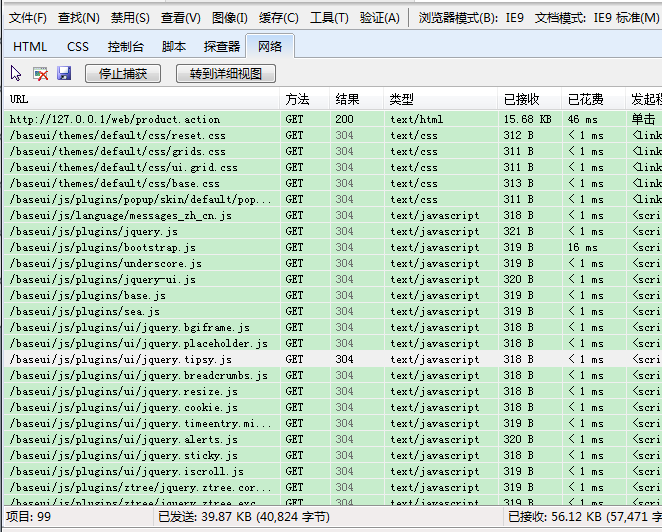 文件(F) 查找(N) 禁用(S) 查看(V) 图像(I) 缓存(C) 工具(T) 验证(A) 浏览器模式(B): IE9 文档模式: IE9 标准(M)
HTML CSS 控制台 脚本 探查器 网络
停止捕获 转到详细视图
URL 方法 结果 类型 已接收 已花费 发起程
http://127.0.0.1/web/product.action GET 200 text/html 15.68 KB 46 ms 单击
/baseui/themes/default/css/reset.css GET 304 text/css 312 B < 1 ms <link
/baseui/themes/default/css/grids.css GET 304 text/css 311 B < 1 ms <link
/baseui/themes/default/css/ui.grid.css GET 304 text/css 311 B < 1 ms <link
/baseui/themes/default/css/base.css GET 304 text/css 313 B < 1 ms <link
/baseui/js/plugins/popup/skin/default/pop... GET 304 text/css 311 B < 1 ms <link
/baseui/js/language/messages_zh_cn.js GET 304 text/javascript 318 B < 1 ms <scri
/baseui/js/plugins/jquery.js GET 304 text/javascript 321 B < 1 ms <scri
/baseui/js/plugins/bootstrap.js GET 304 text/javascript 319 B 16 ms <scri
/baseui/js/plugins/underscore.js GET 304 text/javascript 319 B < 1 ms <scri
/baseui/js/plugins/jquery-ui.js GET 304 text/javascript 320 B < 1 ms <scri
/baseui/js/plugins/base.js GET 304 text/javascript 319 B < 1 ms <scri
/baseui/js/plugins/sea.js GET 304 text/javascript 319 B < 1 ms <scri
/baseui/js/plugins/ui/jquery.bgiframe.js GET 304 text/javascript 318 B < 1 ms <scri
/baseui/js/plugins/ui/jquery.placeholder.js GET 304 text/javascript 318 B < 1 ms <scri
/baseui/js/plugins/ui/jquery.tipsy.js GET 304 text/javascript 318 B < 1 ms <scri
/baseui/js/plugins/ui/jquery.breadcrumbs.js GET 304 text/javascript 318 B < 1 ms <scri
/baseui/js/plugins/ui/jquery.resize.js GET 304 text/javascript 318 B < 1 ms <scri
/baseui/js/plugins/ui/jquery.cookie.js GET 304 text/javascript 318 B < 1 ms <scri
/baseui/js/plugins/ui/jquery.timeentry.mi... GET 304 text/javascript 319 B < 1 ms <scri
/baseui/js/plugins/ui/jquery.alerts.js GET 304 text/javascript 320 B < 1 ms <scri
/baseui/js/plugins/ui/jquery.sticky.js GET 304 text/javascript 318 B < 1 ms <scri
/baseui/js/plugins/ui/jquery.iscroll.js GET 304 text/javascript 319 B < 1 ms <scri
/baseui/js/plugins/ztree/jquery.ztree.cor... GET 304 text/javascript 319 B < 1 ms <scri
/baseui/js/plugins/ztree/jquery.ztree.exc... GET 304 text/javascript 318 B < 1 ms <scri
项目: 99 已发送: 39.87 KB (40,824 字节) 已接收: 56.12 KB (57,471 字